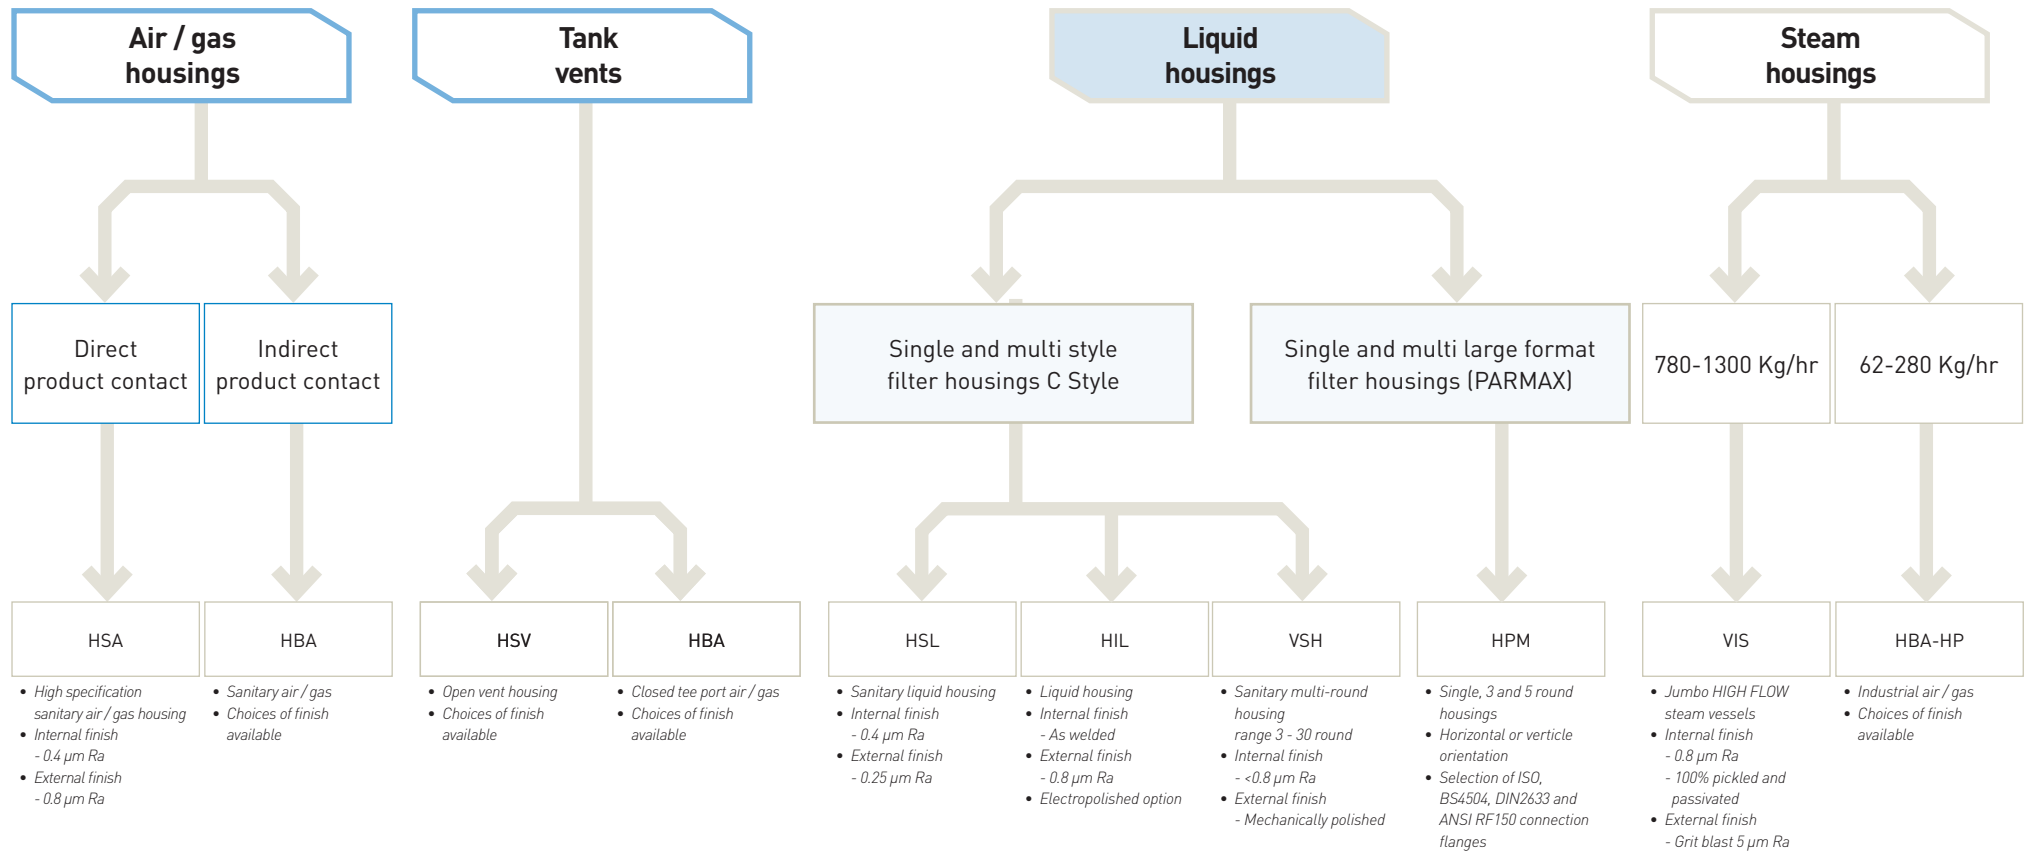 Air / gas
housings
Tank
vents
Liquid
housings
Steam
housings
Direct
product contact
Indirect
product contact
Single and multi style
filter housings C Style
Single and multi large format
filter housings (PARMAX)
780-1300 Kg/hr
62-280 Kg/hr
HSA
• High specification
sanitary air / gas housing
• Internal finish
- 0.4 µm Ra
• External finish
- 0.8 µm Ra
HBA
• Sanitary air / gas
• Choices of finish
available
HSV
• Open vent housing
• Choices of finish
available
HBA
• Closed tee port air / gas
• Choices of finish
available
HSL
• Sanitary liquid housing
• Internal finish
- 0.4 µm Ra
• External finish
- 0.25 µm Ra
HIL
• Liquid housing
• Internal finish
- As welded
• External finish
- 0.8 µm Ra
• Electropolished option
VSH
• Sanitary multi-round
housing
range 3 - 30 round
• Internal finish
- <0.8 µm Ra
• External finish
- Mechanically polished
HPM
• Single, 3 and 5 round
housings
• Horizontal or verticle
orientation
• Selection of ISO,
BS4504, DIN2633 and
ANSI RF150 connection
flanges
VIS
• Jumbo HIGH FLOW
steam vessels
• Internal finish
- 0.8 µm Ra
- 100% pickled and
passivated
• External finish
- Grit blast 5 µm Ra
HBA-HP
• Industrial air / gas
• Choices of finish
available